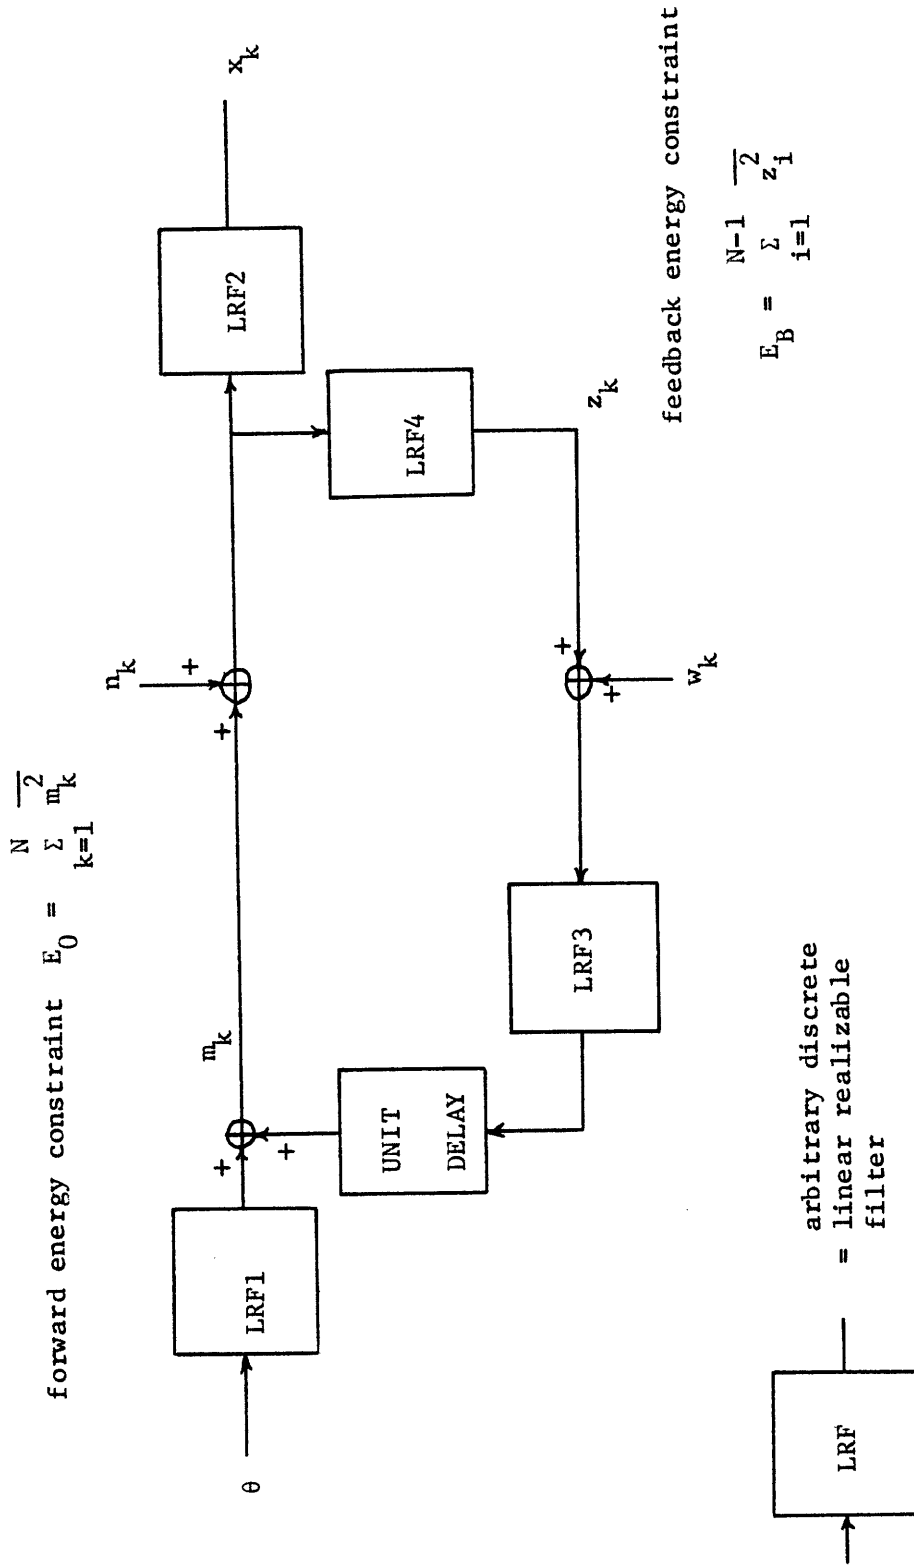 forward energy constraint E_0 = Σ_{k=1}^{N} \overline{m_k^2}
n_k
+
+
x_k
LRF2
m_k
θ
LRF1
+
+
UNIT
DELAY
LRF4
z_k
LRF3
+
+
w_k
feedback energy constraint
E_B = Σ_{i=1}^{N-1} \overline{z_i^2}
LRF
arbitrary discrete
= linear realizable
filter